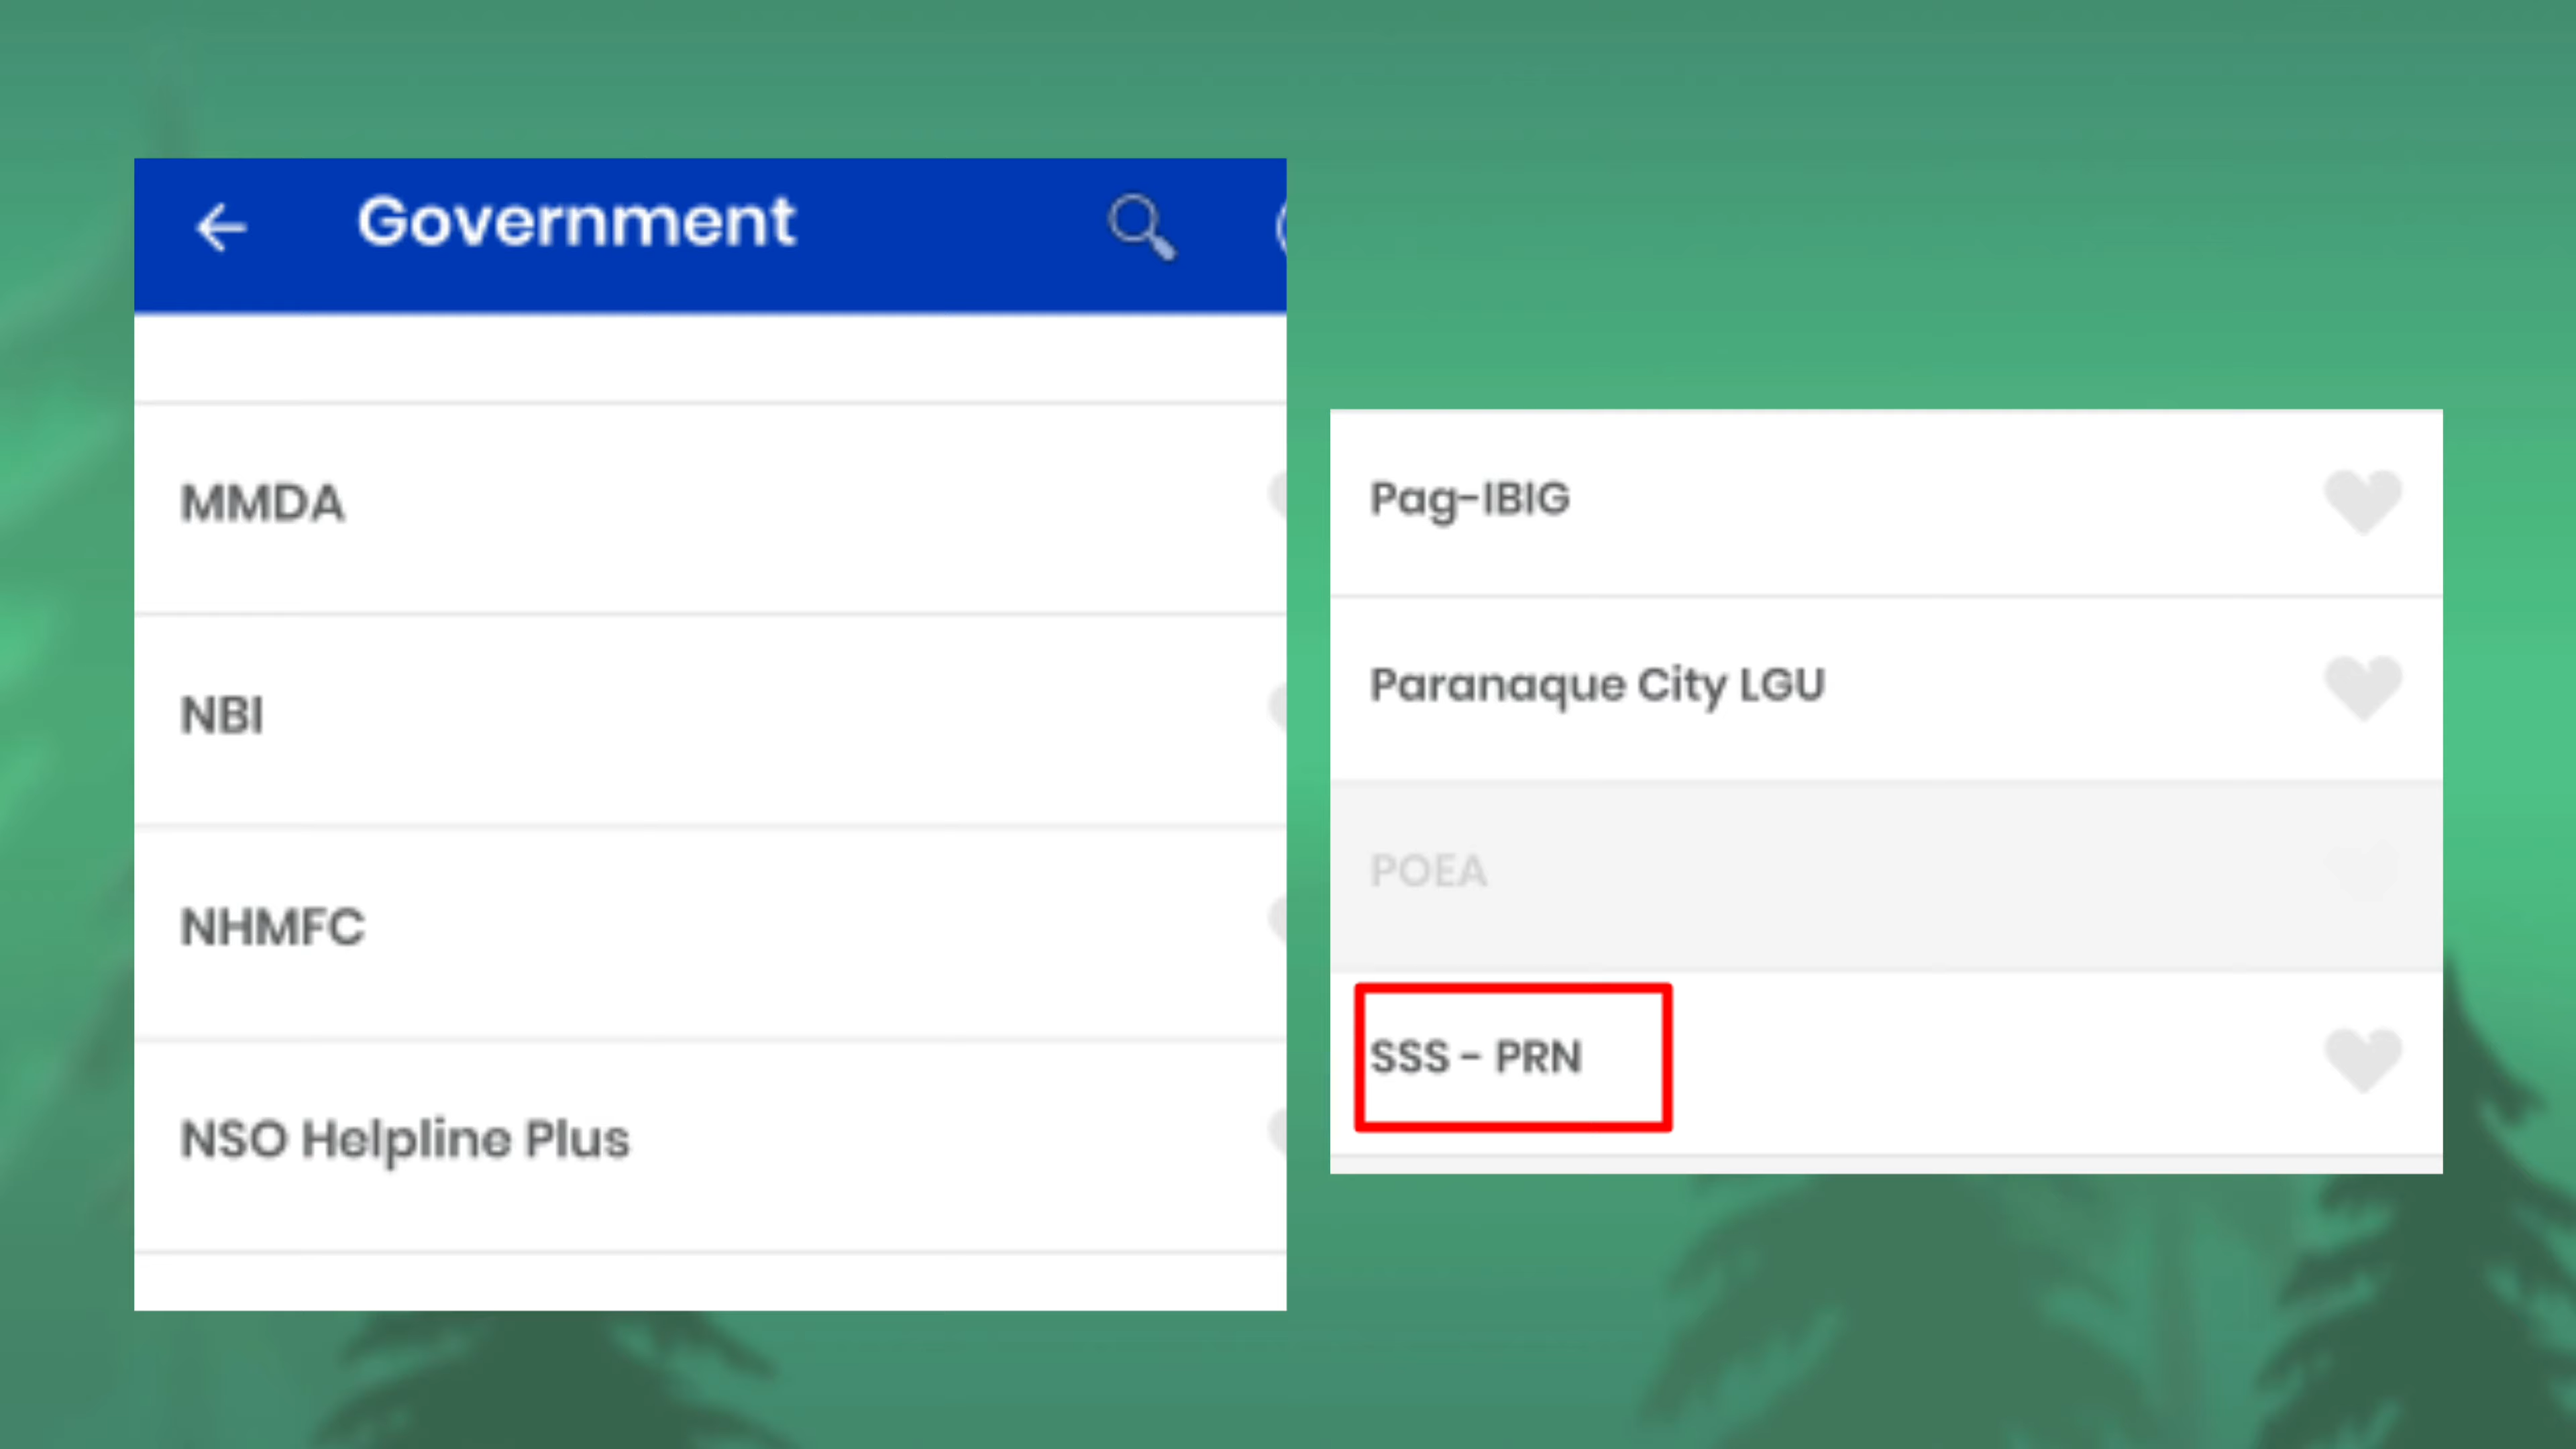 Government
MMDA
NBI
NHMFC
NSO Helpline Plus
Pag-IBIG
Paranaque City LGU
POEA
SSS - PRN